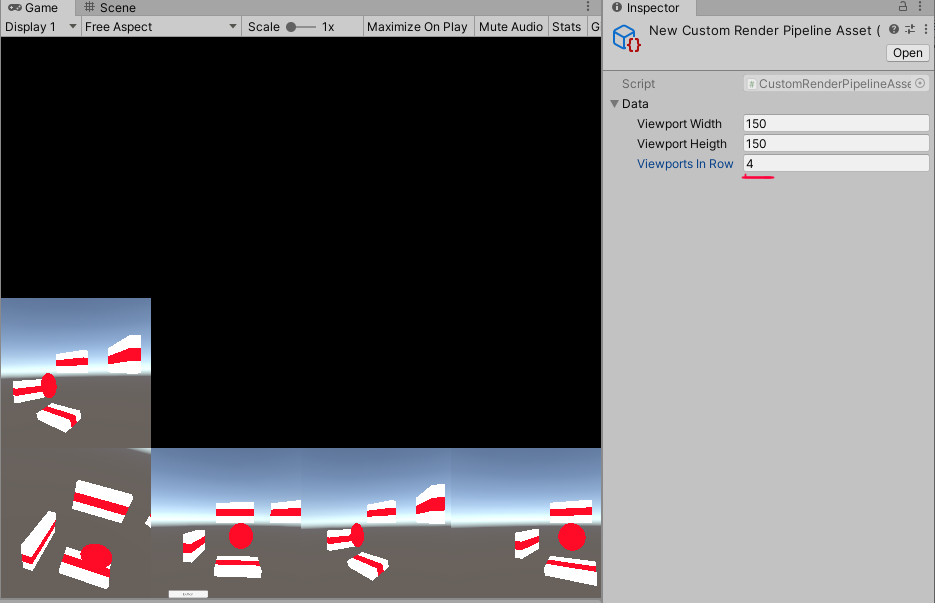 Game
Scene
Display 1
Free Aspect
Scale
1x
Maximize On Play
Mute Audio
Stats
G
Inspector
New Custom Render Pipeline Asset (
Open
Script
# CustomRenderPipelineAsse
Data
Viewport Width
150
Viewport Heigth
150
Viewports In Row
4